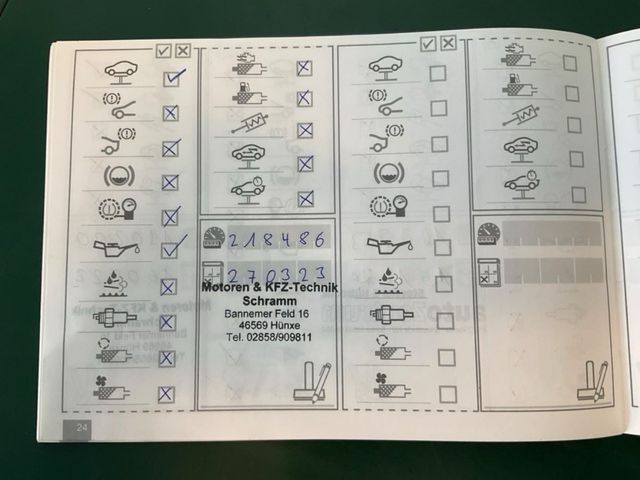 218486
270323
Motoren & KFZ-Technik
Schramm
Bannemer Feld 16
46569 Hünxe
Tel. 02858/909811
24